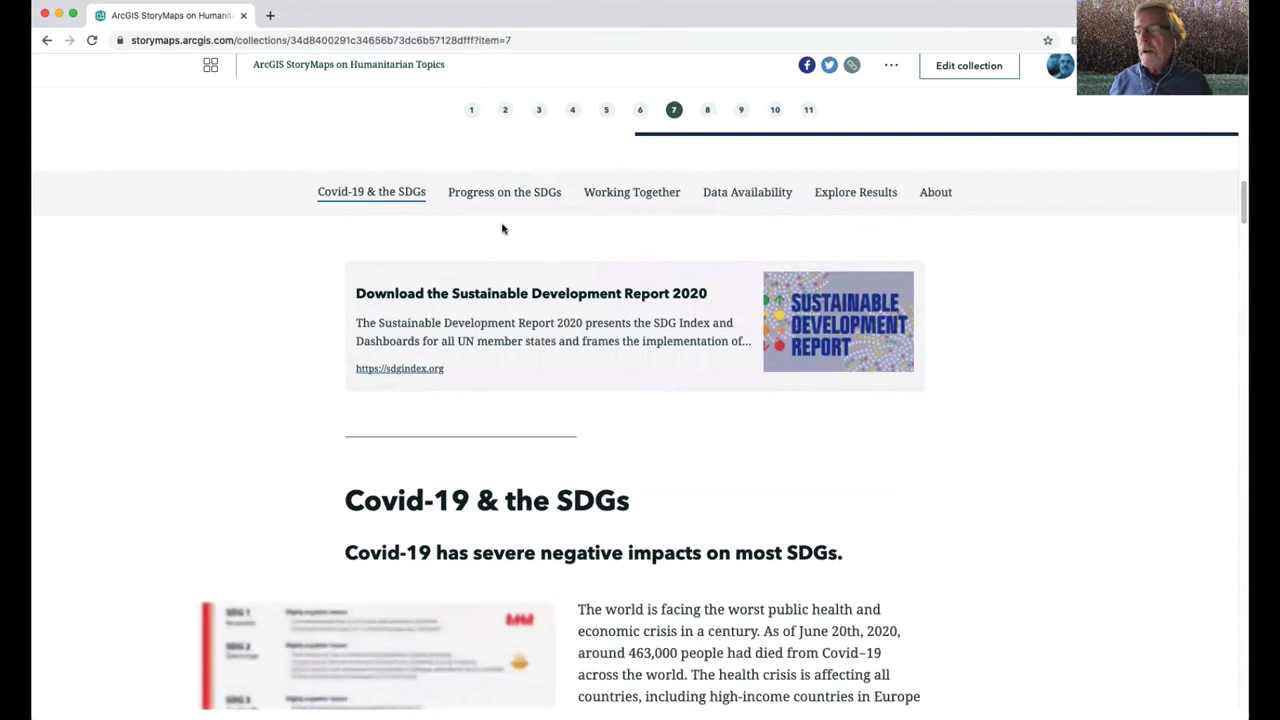 ArcGIS StoryMaps on Humanit
storymaps.arcgis.com/collections/34d8400291c34656b73dc6b57128dfff?item=7
ArcGIS StoryMaps on Humanitarian Topics
Edit collection
1 2 3 4 5 6 7 8 9 10 11
Covid-19 & the SDGs Progress on the SDGs Working Together Data Availability Explore Results About
Download the Sustainable Development Report 2020
The Sustainable Development Report 2020 presents the SDG Index and
Dashboards for all UN member states and frames the implementation of...
https://sdgindex.org
SUSTAINABLE
DEVELOPMENT
REPORT
Covid-19 & the SDGs
Covid-19 has severe negative impacts on most SDGs.
SDG 1
SDG 2
SDG 3
The world is facing the worst public health and
economic crisis in a century. As of June 20th, 2020,
around 463,000 people had died from Covid-19
across the world. The health crisis is affecting all
countries, including high-income countries in Europe